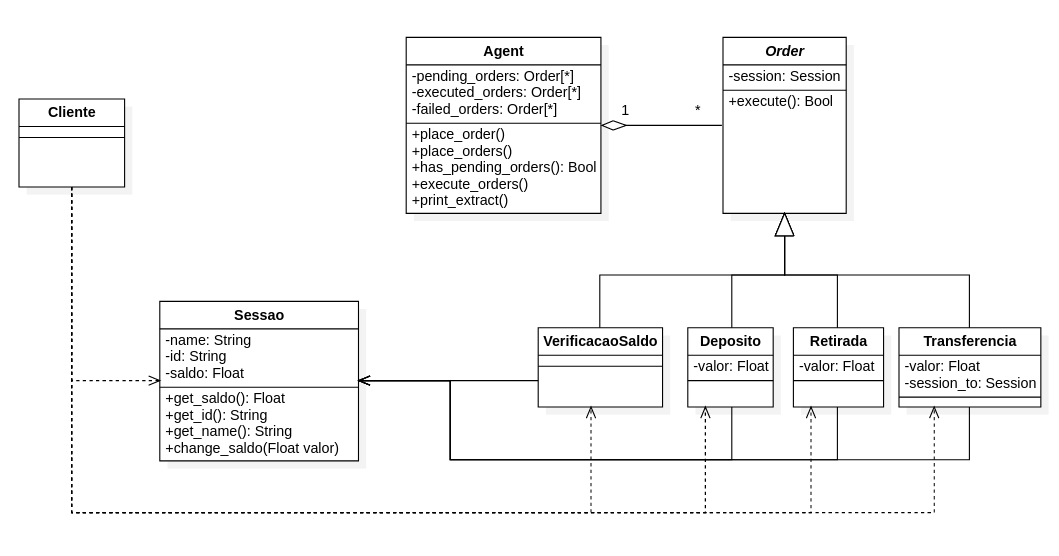 Cliente
Agent
-pending_orders: Order[*]
-executed_orders: Order[*]
-failed_orders: Order[*]
+place_order()
+place_orders()
+has_pending_orders(): Bool
+execute_orders()
+print_extract()
1
*
Order
-session: Session
+execute(): Bool
Sessao
-name: String
-id: String
-saldo: Float
+get_saldo(): Float
+get_id(): String
+get_name(): String
+change_saldo(Float valor)
VerificacaoSaldo
Deposito
-valor: Float
Retirada
-valor: Float
Transferencia
-valor: Float
-session_to: Session